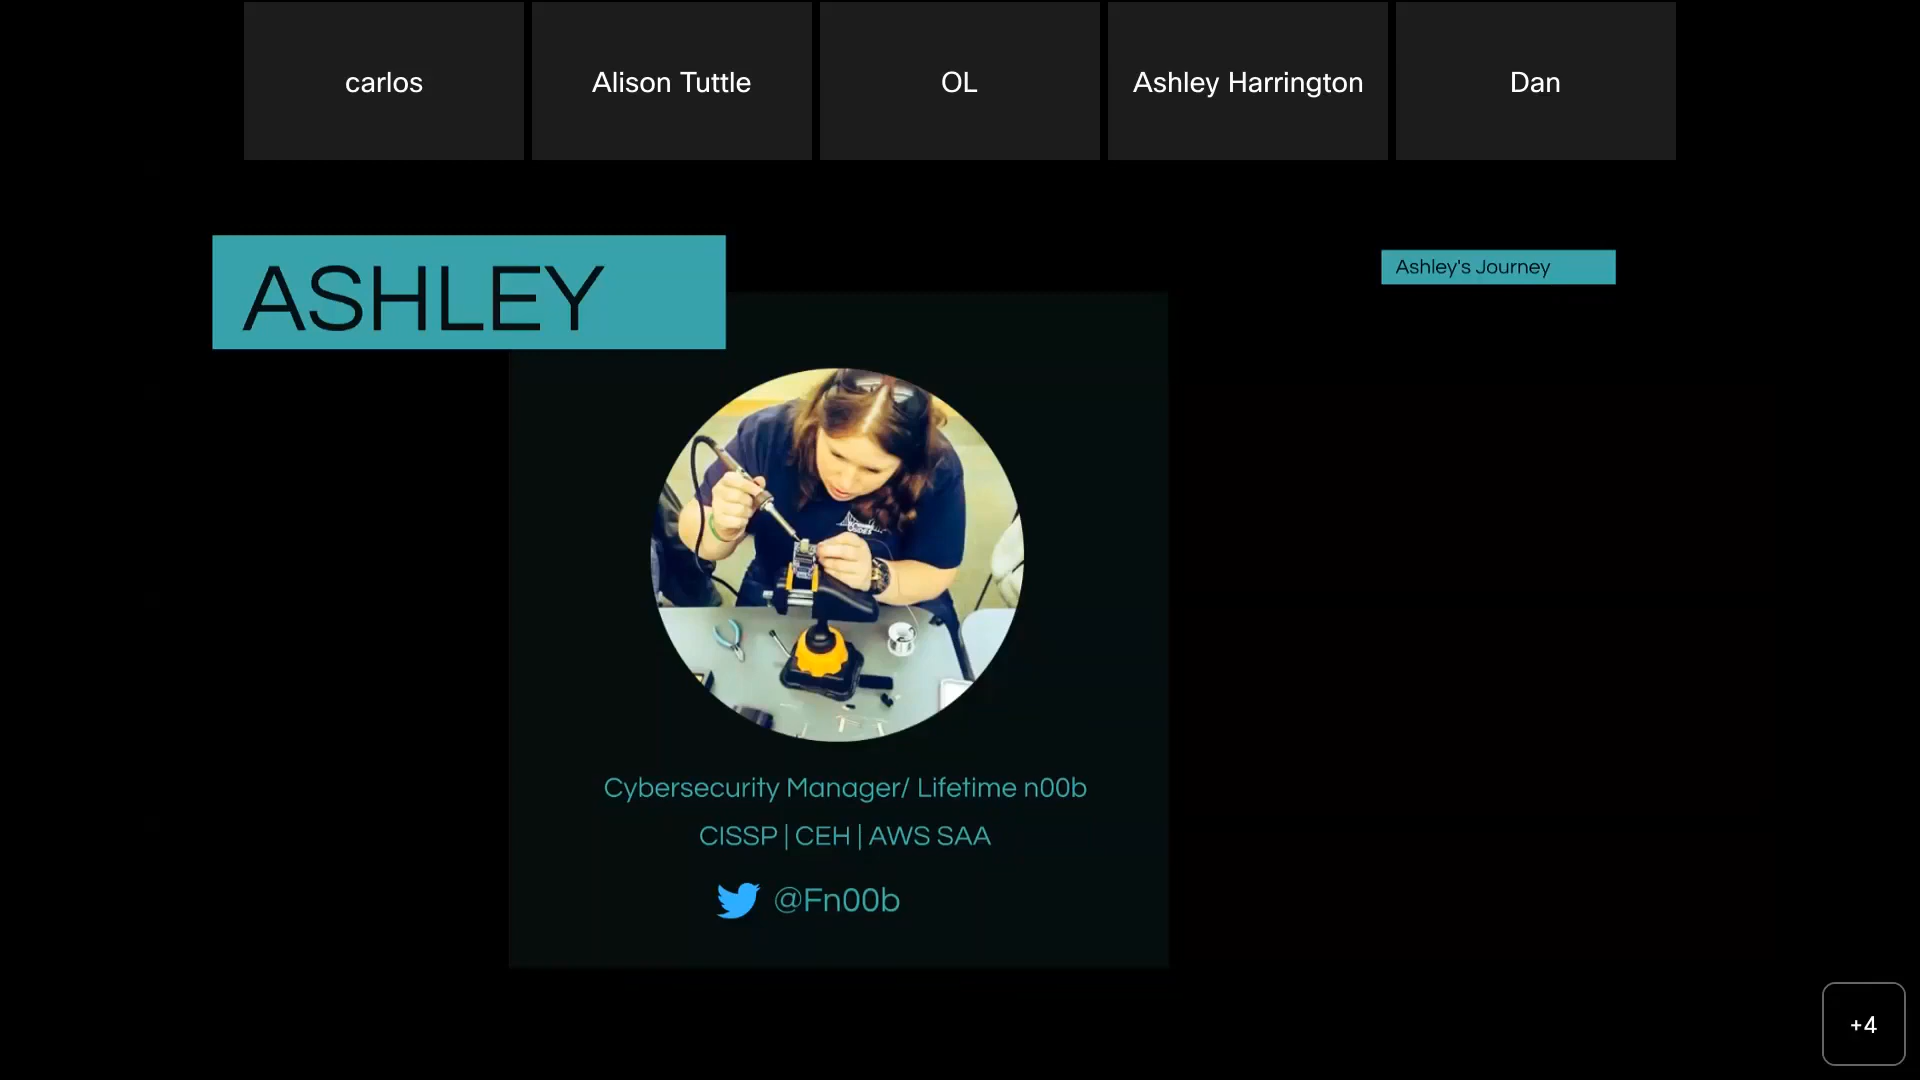 carlos
Alison Tuttle
OL
Ashley Harrington
Dan
ASHLEY
Ashley's Journey
Cybersecurity Manager/ Lifetime n00b
CISSP | CEH | AWS SAA
@Fn00b
+4